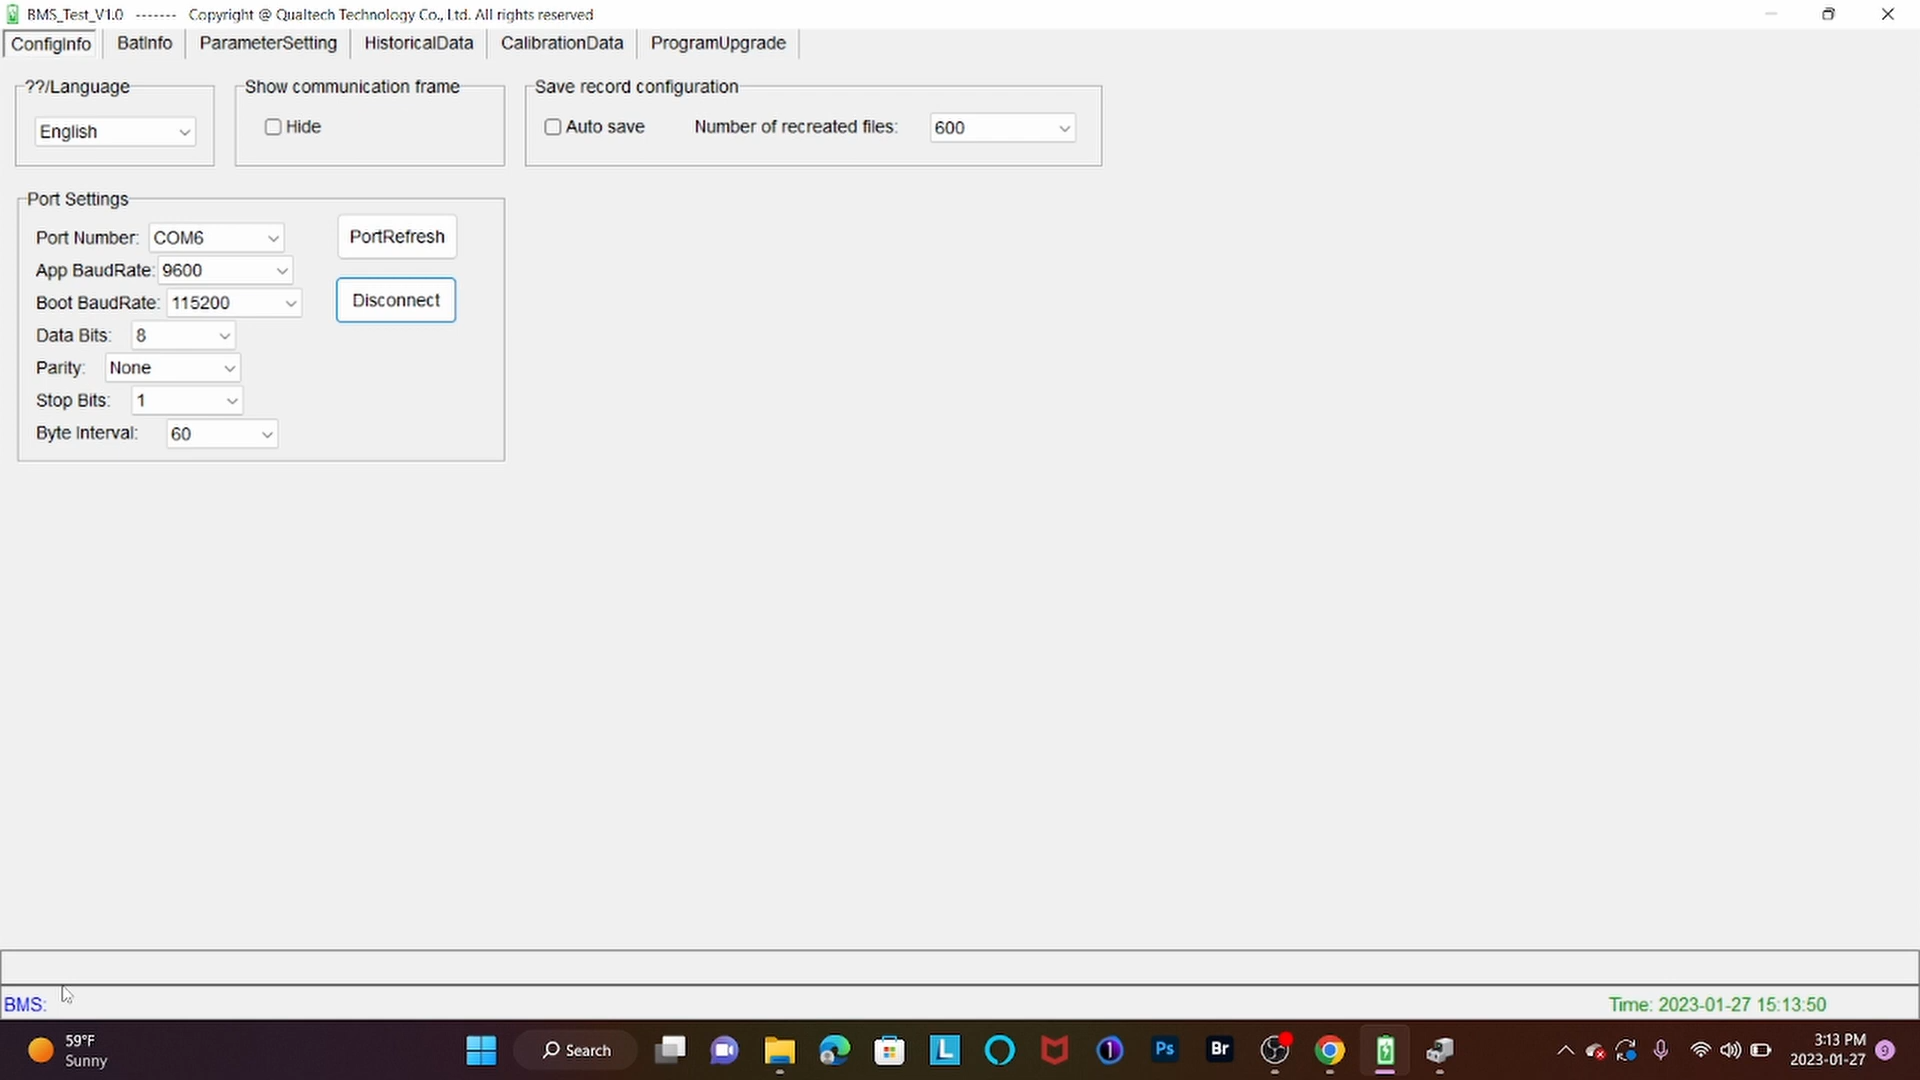 BMS_Test_V1.0 ------- Copyright @ Qualtech Technology Co., Ltd. All rights reserved
ConfigInfo BatInfo ParameterSetting HistoricalData CalibrationData ProgramUpgrade
??/Language Show communication frame Save record configuration
English Hide Auto save Number of recreated files: 600
Port Settings
Port Number: COM6 PortRefresh
App BaudRate: 9600
Boot BaudRate: 115200 Disconnect
Data Bits: 8
Parity: None
Stop Bits: 1
Byte Interval: 60
BMS: Time: 2023-01-27 15:13:50
59°F
Sunny
Search
L
1
Ps
Br
3:13 PM
2023-01-27
9